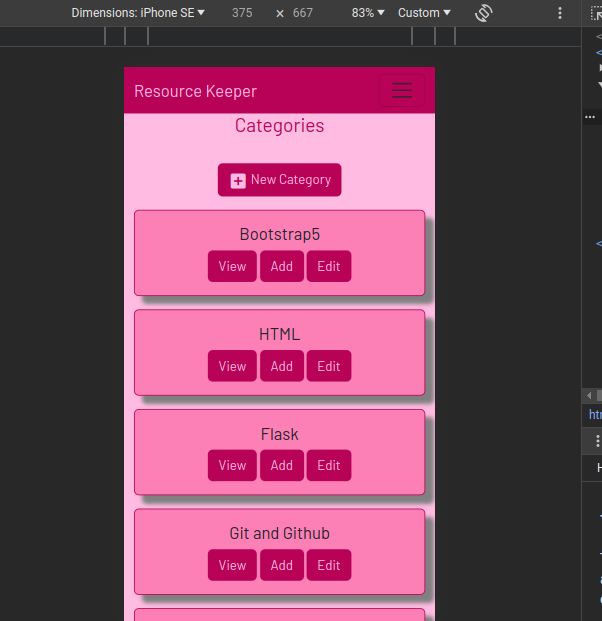 Dimensions: iPhone SE 375 × 667 83% Custom
Resource Keeper
Categories
New Category
Bootstrap5
View Add Edit
HTML
View Add Edit
Flask
View Add Edit
Git and Github
View Add Edit